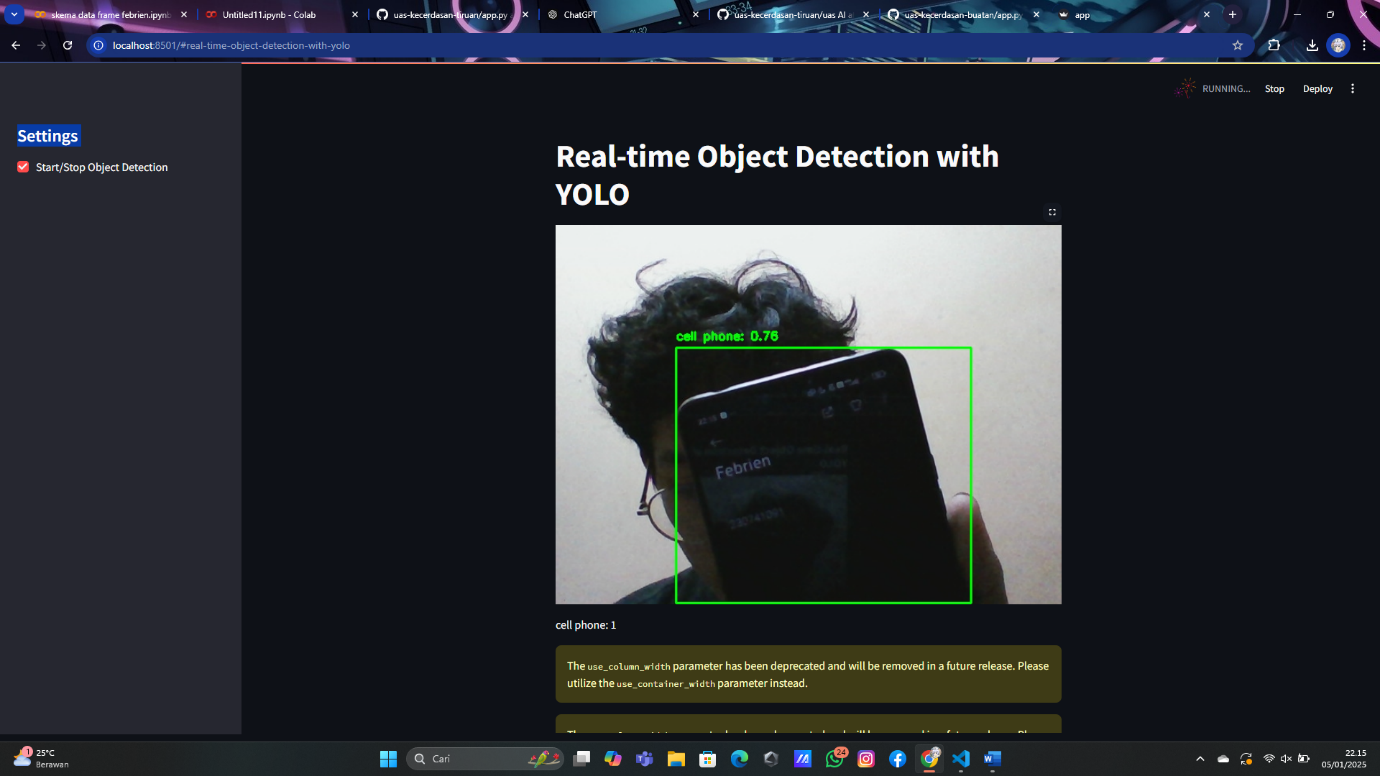 skema data frame febrien.ipynb
Untitled11.ipynb - Colab
uas-kecerdasan-tiruan/app.py
ChatGPT
uas-kecerdasan-tiruan/uas AI a
uas-kecerdasan-buatan/app.py
app
localhost:8501/#real-time-object-detection-with-yolo
RUNNING...
Stop
Deploy
Settings
Start/Stop Object Detection
Real-time Object Detection with
YOLO
cell phone: 0.76
Febrien
cell phone: 1
The use_column_width parameter has been deprecated and will be removed in a future release. Please
utilize the use_container_width parameter instead.
1
25°C
Berawan
Cari
24
22.15
05/01/2025